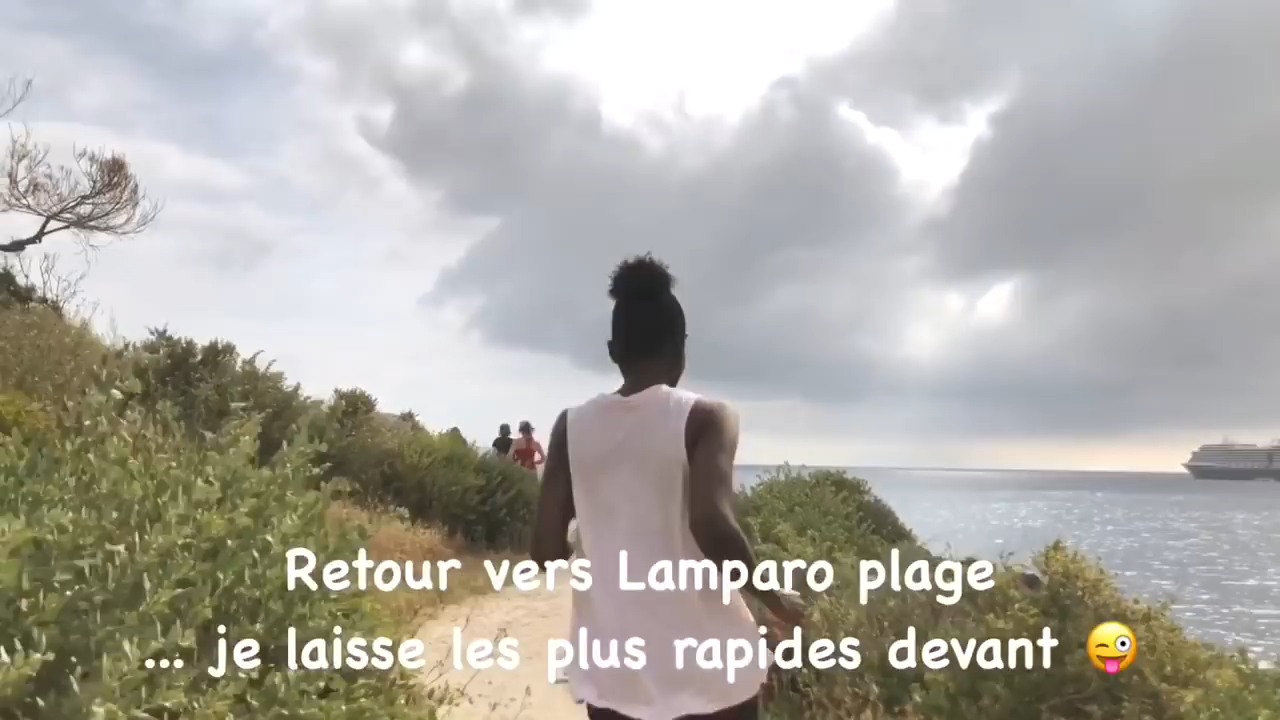 Retour vers Lamparo plage
... je laisse les plus rapides devant 😜